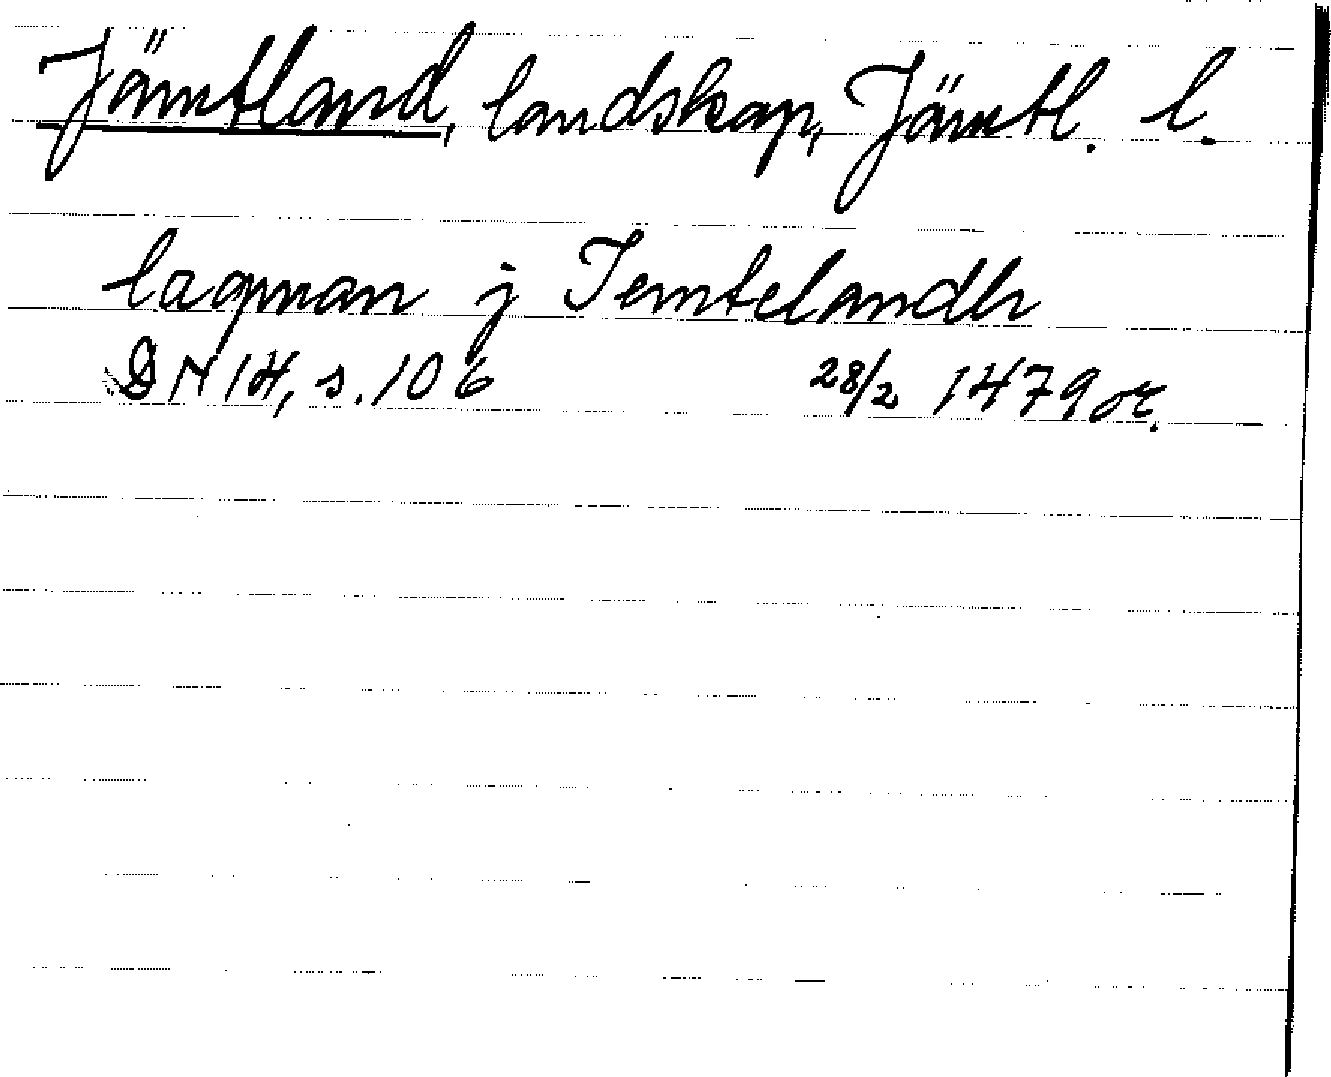 Jämtland, landskap, Jämtl. l.
lagman j Jemtelandh
DN 14, s. 106 28/2 1479 or.